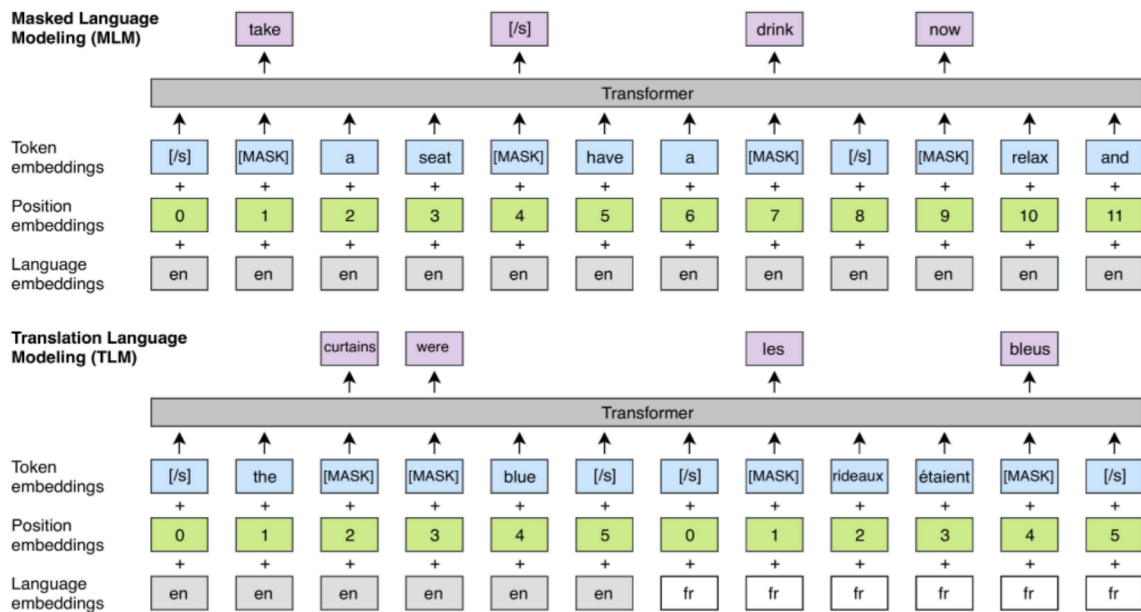 Masked Language
Modeling (MLM)
take [/s] drink now
Transformer
Token
embeddings
[/s] [MASK] a seat [MASK] have a [MASK] [/s] [MASK] relax and
+ + + + + + + + + + + +
Position
embeddings
0 1 2 3 4 5 6 7 8 9 10 11
+ + + + + + + + + + + +
Language
embeddings
en en en en en en en en en en en en
Translation Language
Modeling (TLM)
curtains were les bleus
Transformer
Token
embeddings
[/s] the [MASK] [MASK] blue [/s] [/s] [MASK] rideaux étaient [MASK] [/s]
+ + + + + + + + + + + +
Position
embeddings
0 1 2 3 4 5 0 1 2 3 4 5
+ + + + + + + + + + + +
Language
embeddings
en en en en en en fr fr fr fr fr fr